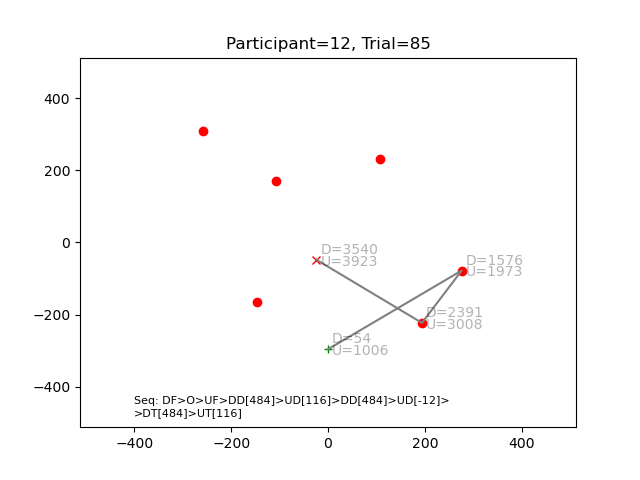 Participant=12, Trial=85
400
200
0
−200
−400
D=3540
U=3923
D=1576
U=1973
D=2391
U=3008
D=54
U=1006
Seq: DF>O>UF>DD[484]>UD[116]>DD[484]>UD[-12]>
>DT[484]>UT[116]
−400
−200
0
200
400